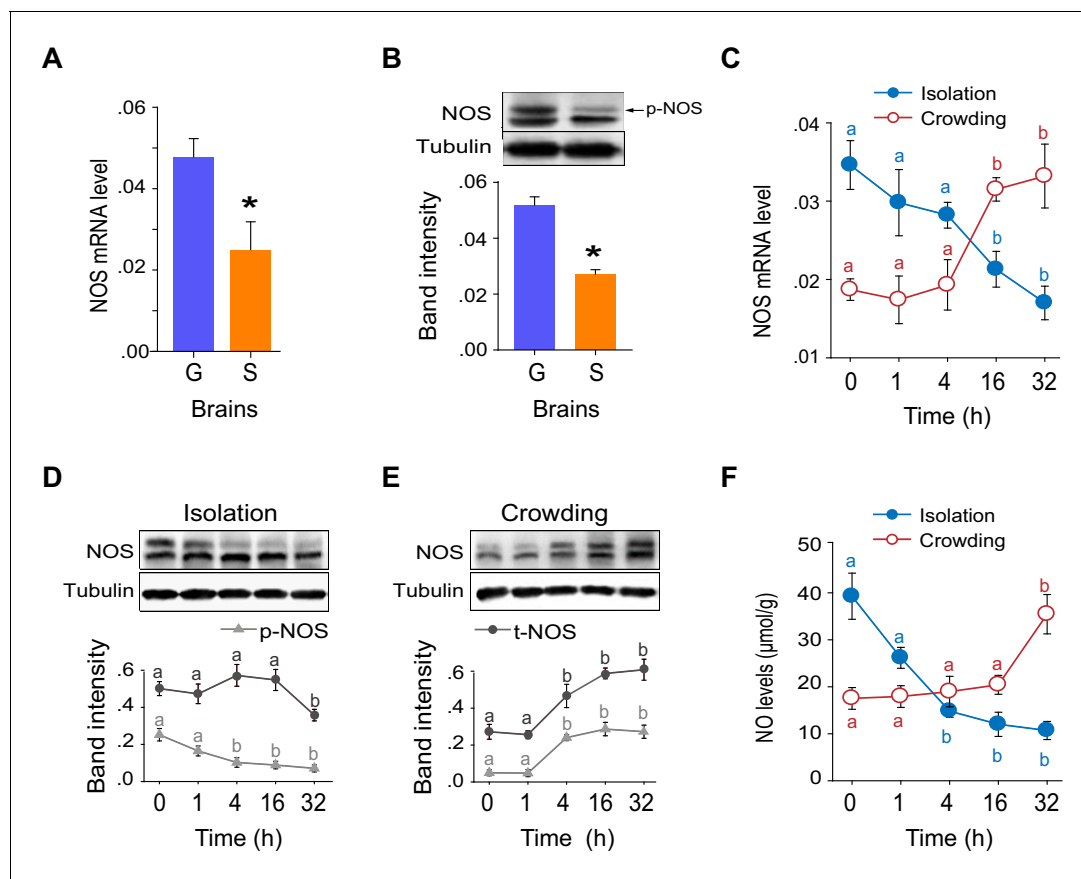 A
NOS mRNA level
.06
.04
.02
.00
*
G S
Brains
B
NOS
p-NOS
Tubulin
Band intensity
.06
.04
.02
.00
*
G S
Brains
C
Isolation
Crowding
NOS mRNA level
.04
.03
.02
.01
a a a b b
a a a b b
0 1 4 16 32
Time (h)
D
Isolation
NOS
Tubulin
p-NOS
Band intensity
.6
.4
.2
.0
a a a a b
a a b b b
0 1 4 16 32
Time (h)
E
Crowding
NOS
Tubulin
t-NOS
Band intensity
.6
.4
.2
.0
a a b b b
a a b b b
0 1 4 16 32
Time (h)
F
Isolation
Crowding
NO levels (μmol/g)
40
30
20
10
00
a a b b b
a a a a b
0 1 4 16 32
Time (h)